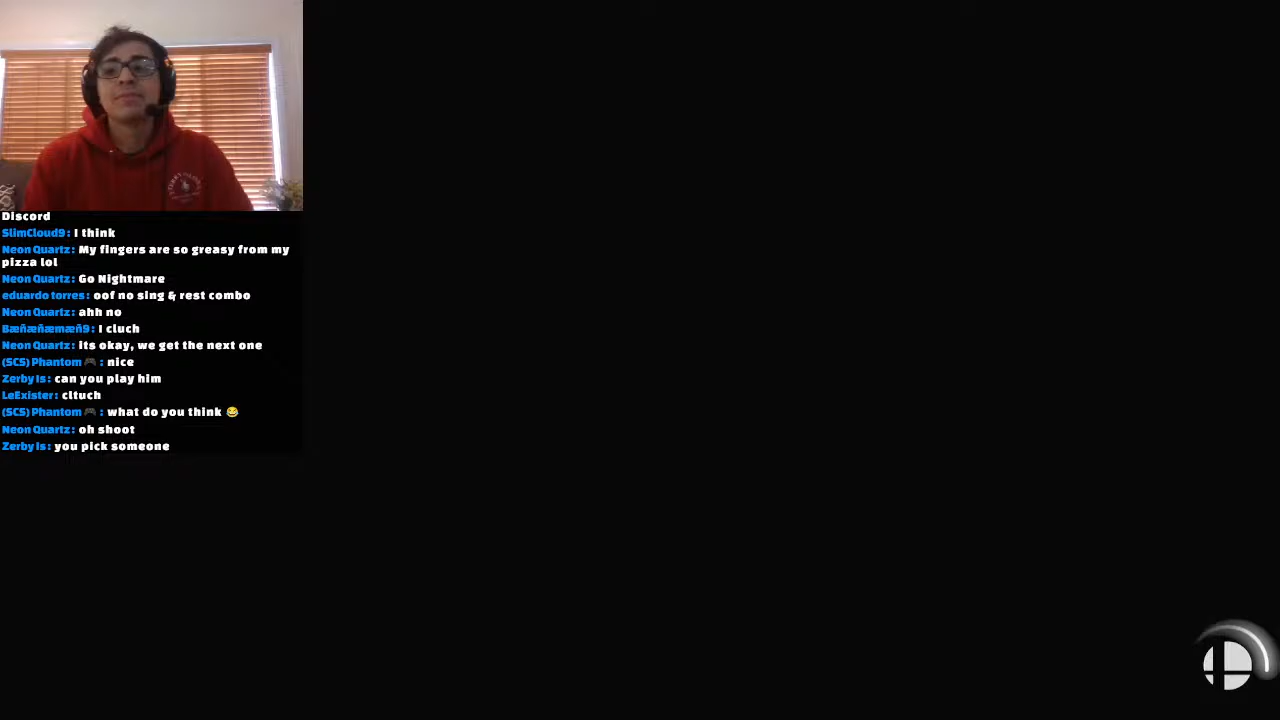 Discord
SlimCloud9: I think
Neon Quartz: My fingers are so greasy from my
pizza lol
Neon Quartz: Go Nightmare
eduardo torres: oof no sing & rest combo
Neon Quartz: ahh no
Bæñæñæmæñ9: I cluch
Neon Quartz: its okay, we get the next one
(SCS) Phantom 🎮 : nice
Zerby Is: can you play him
LeExister: cltuch
(SCS) Phantom 🎮 : what do you think 😂
Neon Quartz: oh shoot
Zerby Is: you pick someone